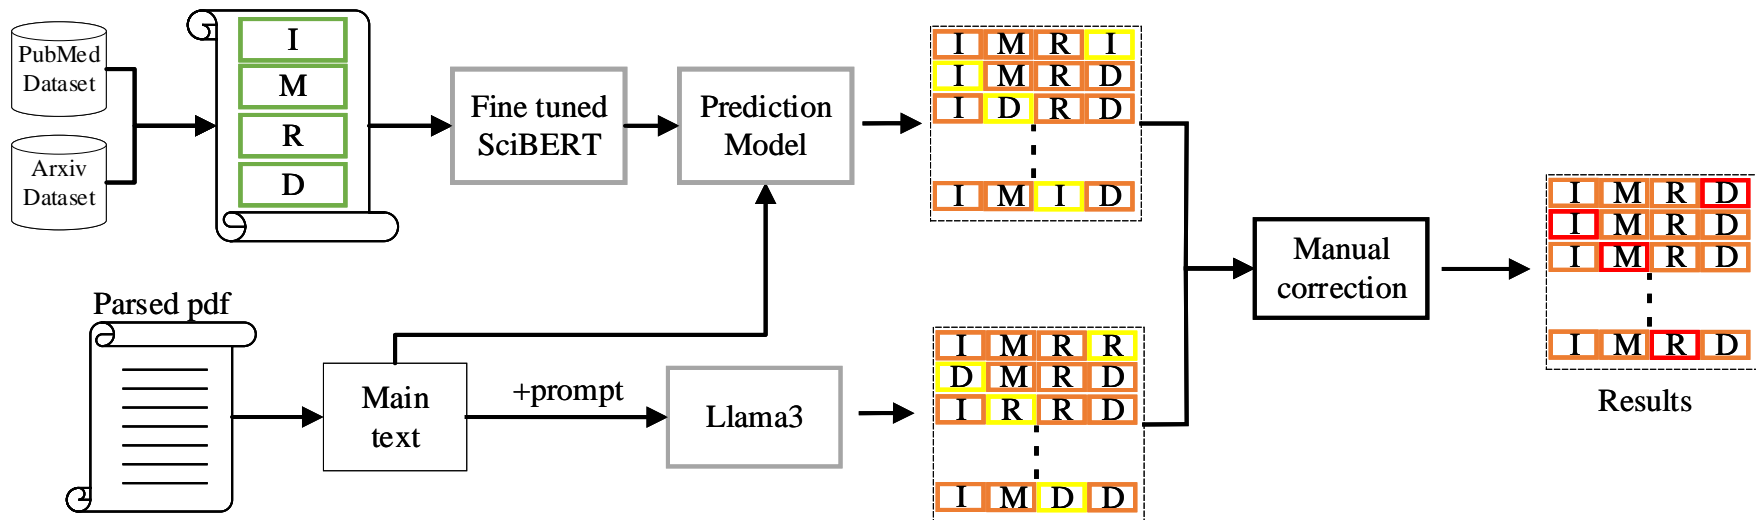 PubMed
Dataset
Arxiv
Dataset
I
M
R
D
Fine tuned
SciBERT
Prediction
Model
I M R I
I M R D
I D R D
I M I D
Parsed pdf
Main
text
+prompt
Llama3
I M R R
D M R D
I R R D
I M D D
Manual
correction
I M R D
I M R D
I M R D
I M R D
Results